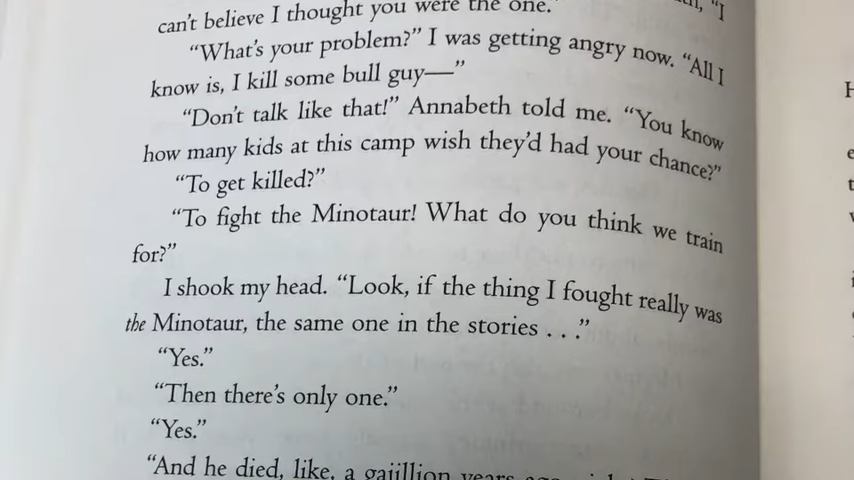 can't believe I thought you were the one."
"What's your problem?" I was getting angry now. "All I
know is, I kill some bull guy—"
"Don't talk like that!" Annabeth told me. "You know
how many kids at this camp wish they'd had your chance?"
"To get killed?"
"To fight the Minotaur! What do you think we train
for?"
I shook my head. "Look, if the thing I fought really was
the Minotaur, the same one in the stories . . ."
"Yes."
"Then there's only one."
"Yes."
"And he died, like, a gajillion years